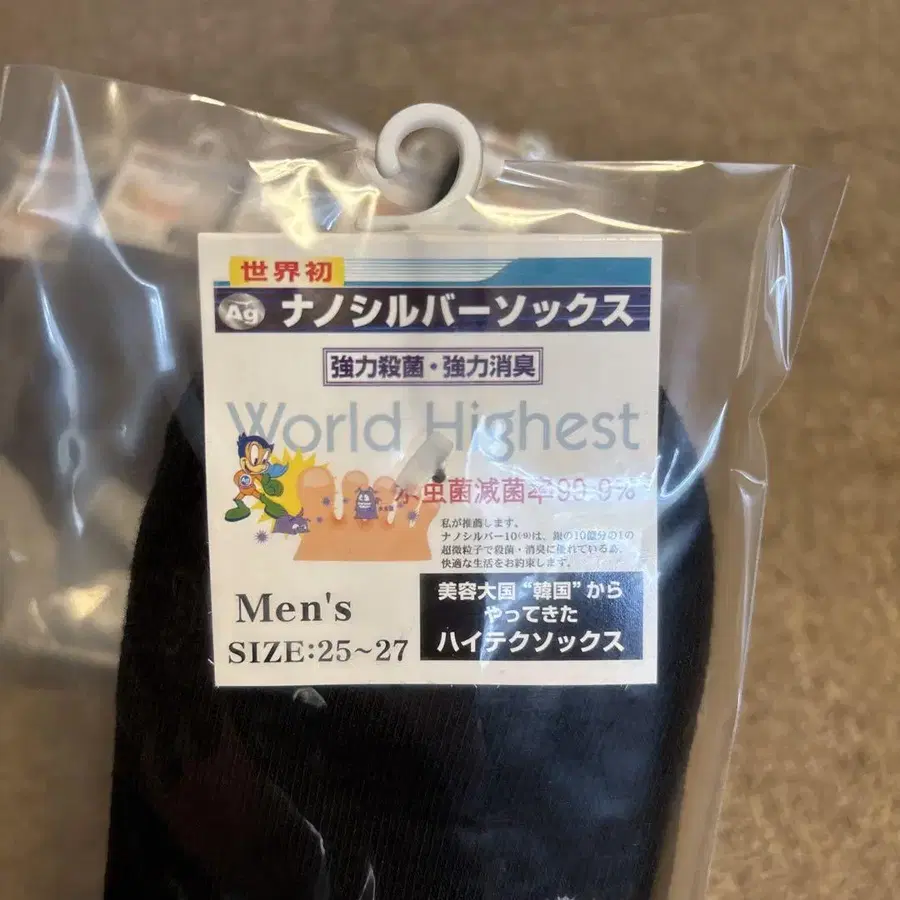 世界初
Ag ナノシルバーソックス
強力殺菌・強力消臭
World Highest
水虫菌滅菌率99.9%
私が推薦します。
ナノシルバー10(-9)は、銀の10億分の1の
超微粒子で殺菌・消臭に優れている為、
快適な生活をお約束します。
Men's
SIZE:25~27
美容大国“韓国”から
やってきた
ハイテクソックス